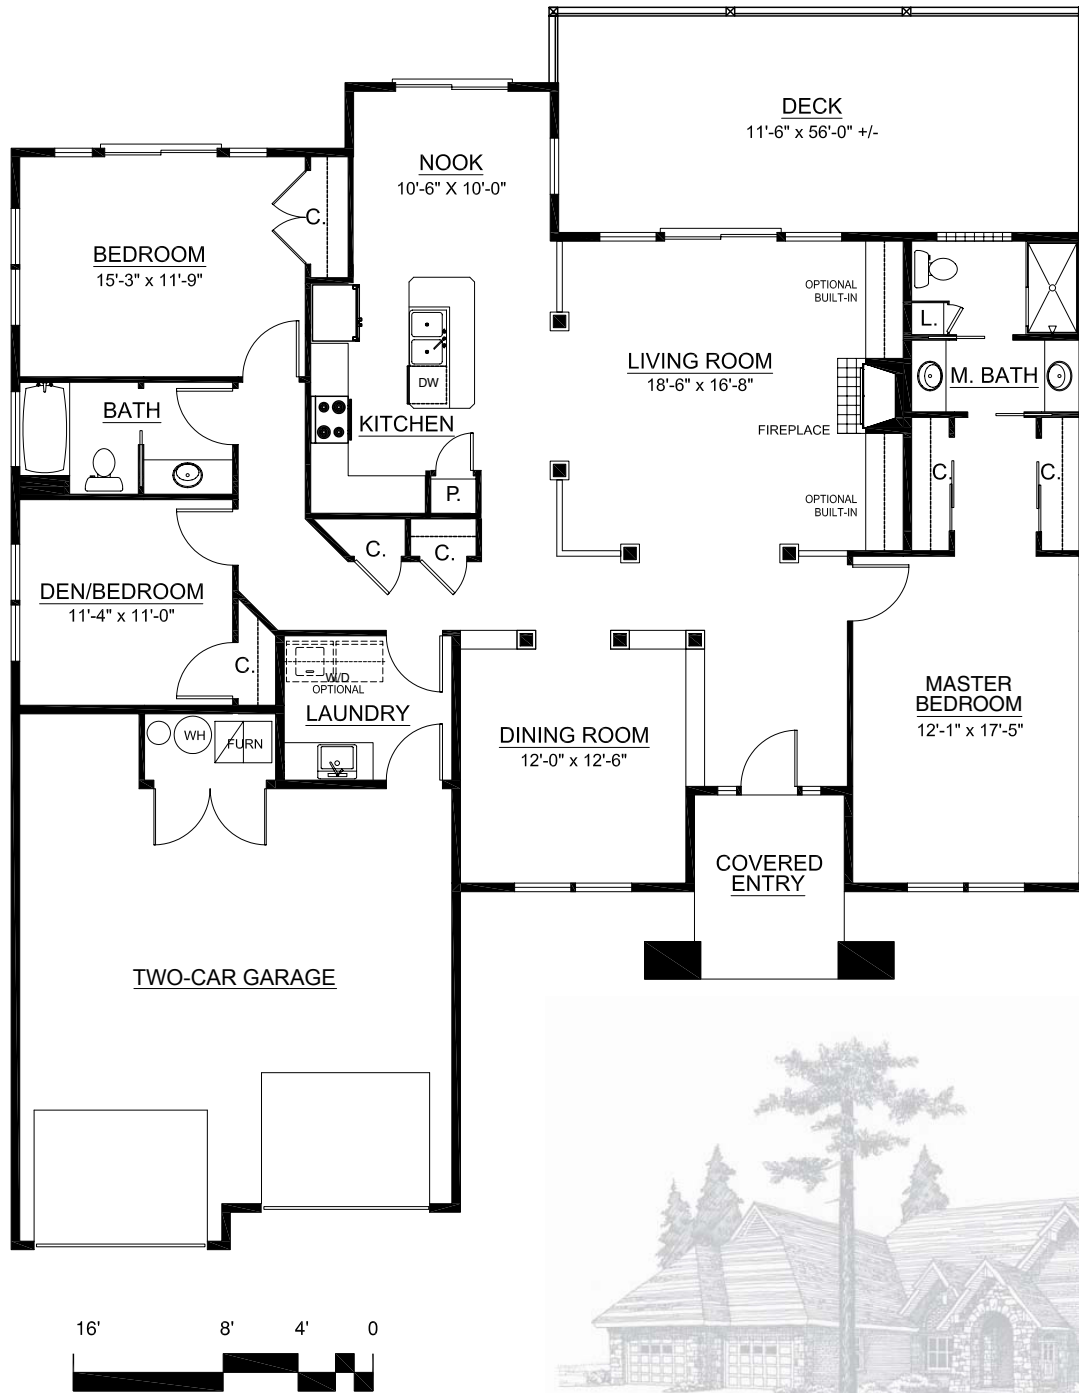 DECK
11'-6" x 56'-0" +/-
NOOK
10'-6" X 10'-0"
C.
BEDROOM
15'-3" x 11'-9"
OPTIONAL
BUILT-IN
L.
LIVING ROOM
18'-6" x 16'-8"
M. BATH
DW
BATH
KITCHEN
FIREPLACE
C.
C.
P.
OPTIONAL
BUILT-IN
C.
C.
DEN/BEDROOM
11'-4" x 11'-0"
C.
W/D
OPTIONAL
LAUNDRY
MASTER
BEDROOM
12'-1" x 17'-5"
WH
FURN
DINING ROOM
12'-0" x 12'-6"
COVERED
ENTRY
TWO-CAR GARAGE
16' 8' 4' 0